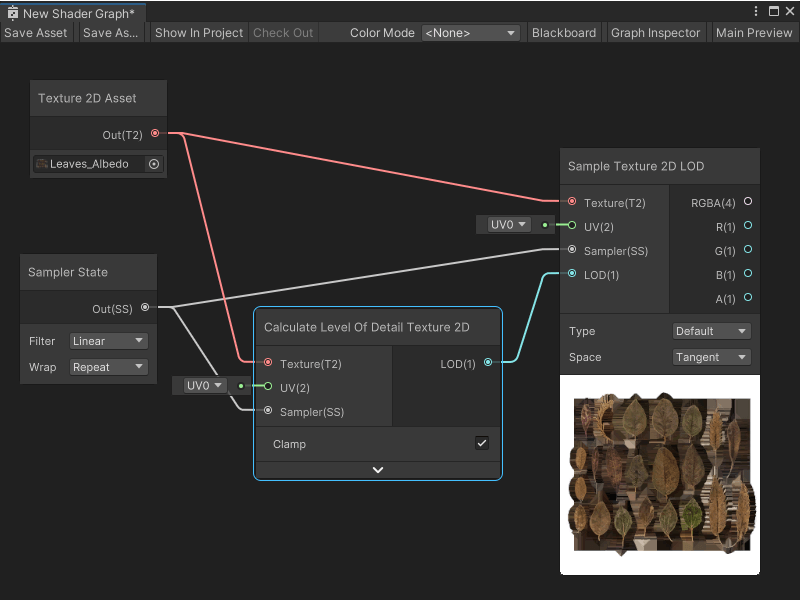 New Shader Graph*
Save Asset Save As... Show In Project Check Out Color Mode <None> Blackboard Graph Inspector Main Preview
Texture 2D Asset
Out(T2)
Leaves_Albedo
Sampler State
Out(SS)
Filter Linear
Wrap Repeat
UV0
Calculate Level Of Detail Texture 2D
Texture(T2) LOD(1)
UV(2)
Sampler(SS)
Clamp
UV0
Sample Texture 2D LOD
Texture(T2) RGBA(4)
UV(2) R(1)
Sampler(SS) G(1)
LOD(1) B(1)
A(1)
Type Default
Space Tangent